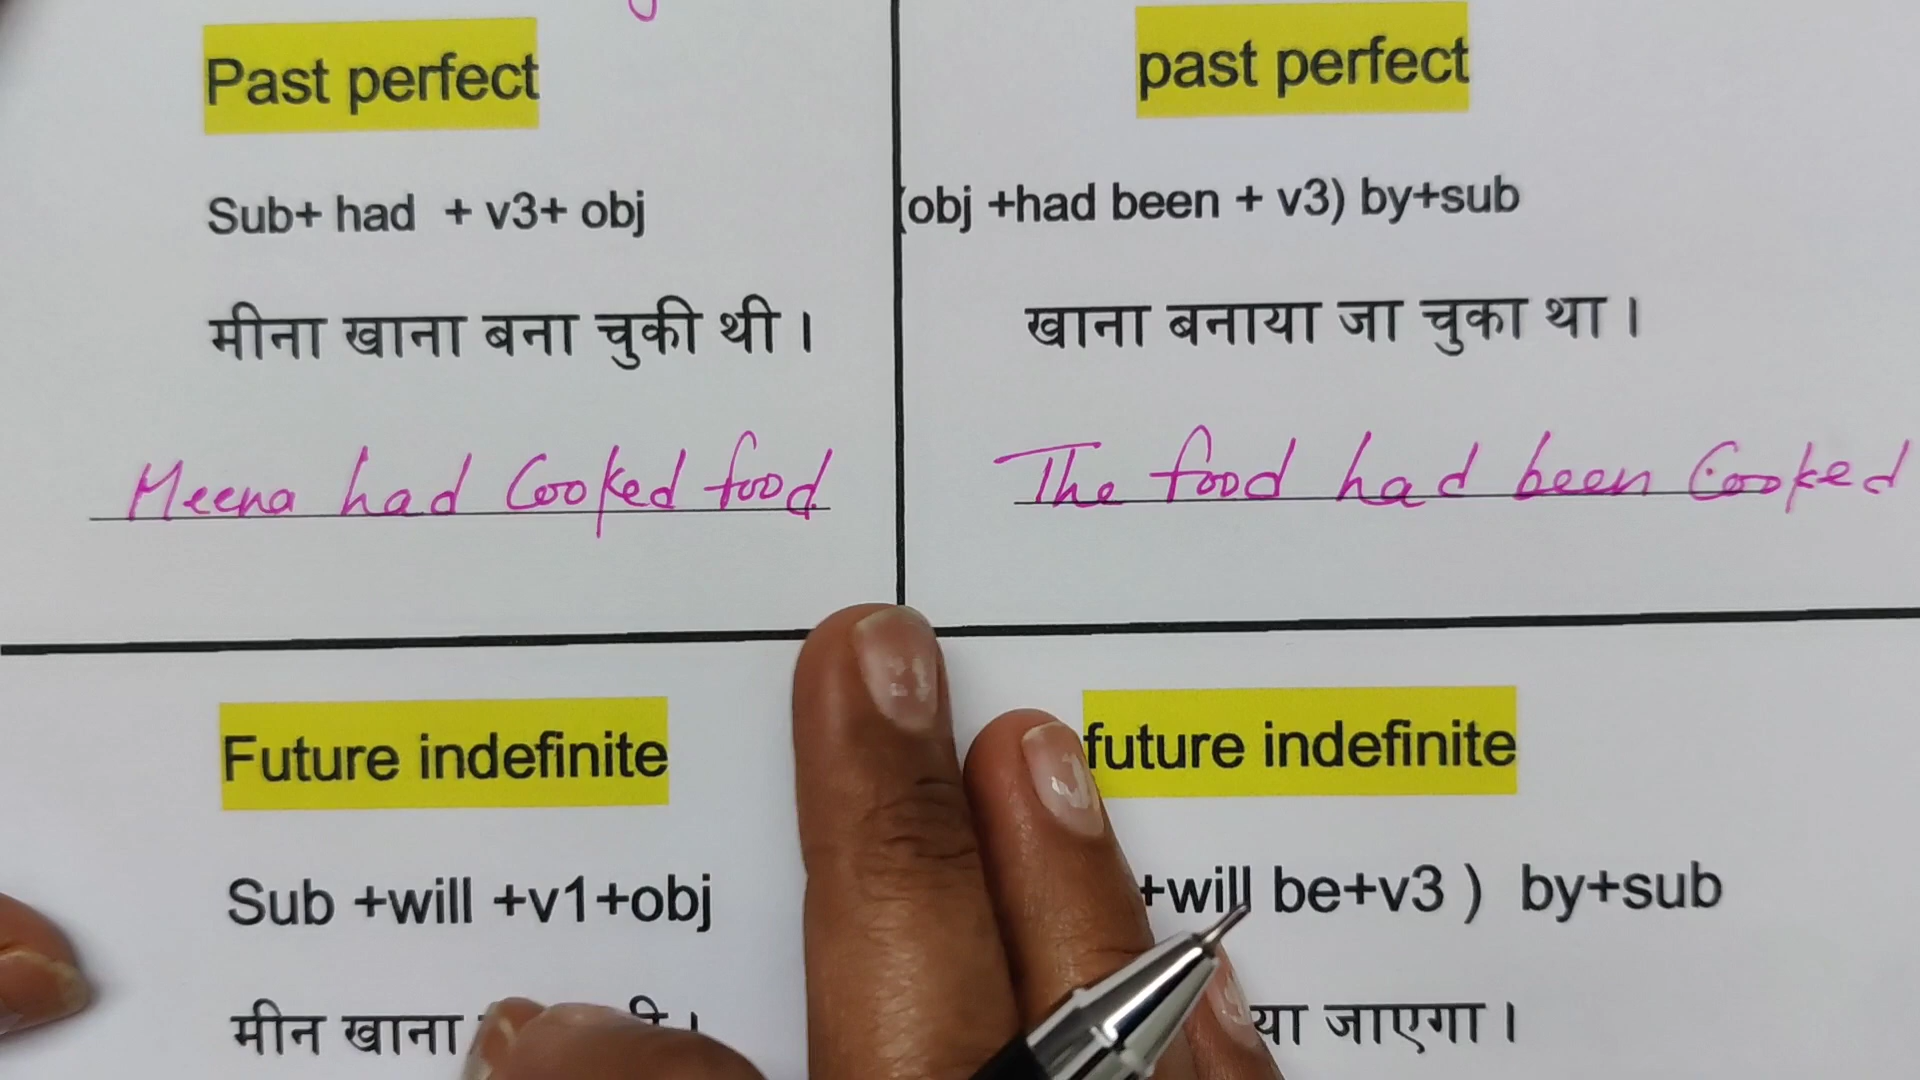 Past perfect
Sub+ had + v3+ obj
मीना खाना बना चुकी थी।
Meena had Cooked food
past perfect
(obj +had been + v3) by+sub
खाना बनाया जा चुका था।
The food had been Cooked
Future indefinite
Sub +will +v1+obj
मीन खाना
future indefinite
+will be+v3 ) by+sub
जाएगा।